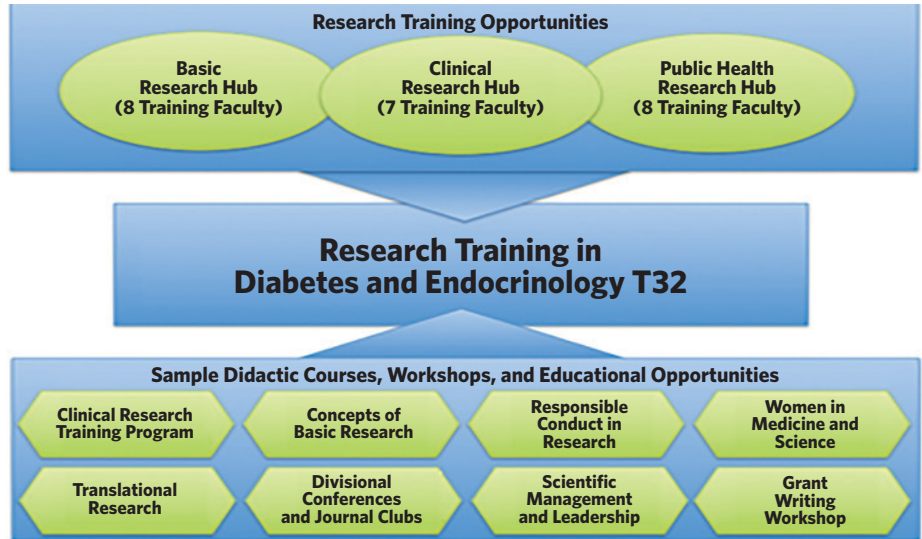 Research Training Opportunities
Basic
Research Hub
(8 Training Faculty)
Clinical
Research Hub
(7 Training Faculty)
Public Health
Research Hub
(8 Training Faculty)
Research Training in
Diabetes and Endocrinology T32
Sample Didactic Courses, Workshops, and Educational Opportunities
Clinical Research
Training Program
Concepts of
Basic Research
Responsible
Conduct in
Research
Women in
Medicine and
Science
Translational
Research
Divisional
Conferences
and Journal Clubs
Scientific
Management
and Leadership
Grant
Writing
Workshop